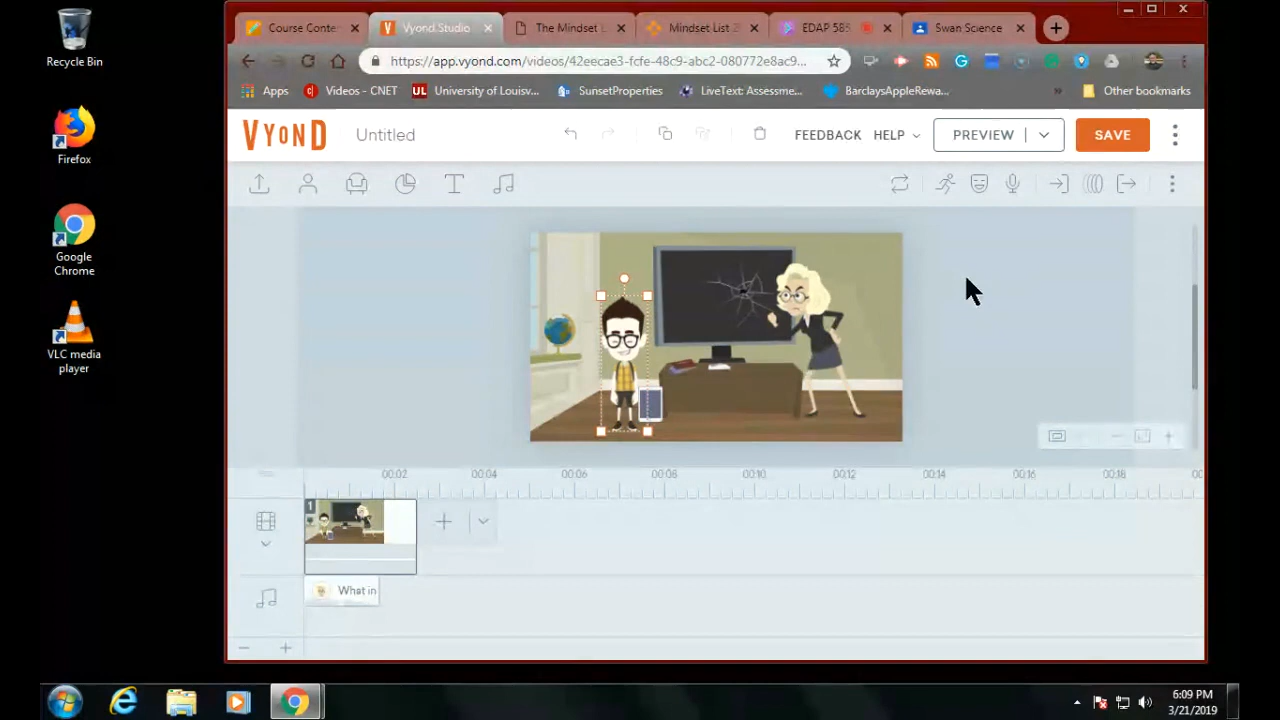 Recycle Bin
Firefox
Google
Chrome
VLC media
player
Course Conte
Vyond Studio
The Mindset L
Mindset List 2
EDAP 585
Swan Science
https://app.vyond.com/videos/42eecae3-fcfe-48c9-abc2-080772e8ac9...
Apps
Videos - CNET
University of Louisv...
SunsetProperties
LiveText: Assessme...
BarclaysAppleRewa...
»
Other bookmarks
VYOND
Untitled
FEEDBACK
HELP
PREVIEW
SAVE
00:02
00:04
00:06
00:08
00:10
00:12
00:14
00:16
00:18
00
1
What in
6:09 PM
3/21/2019